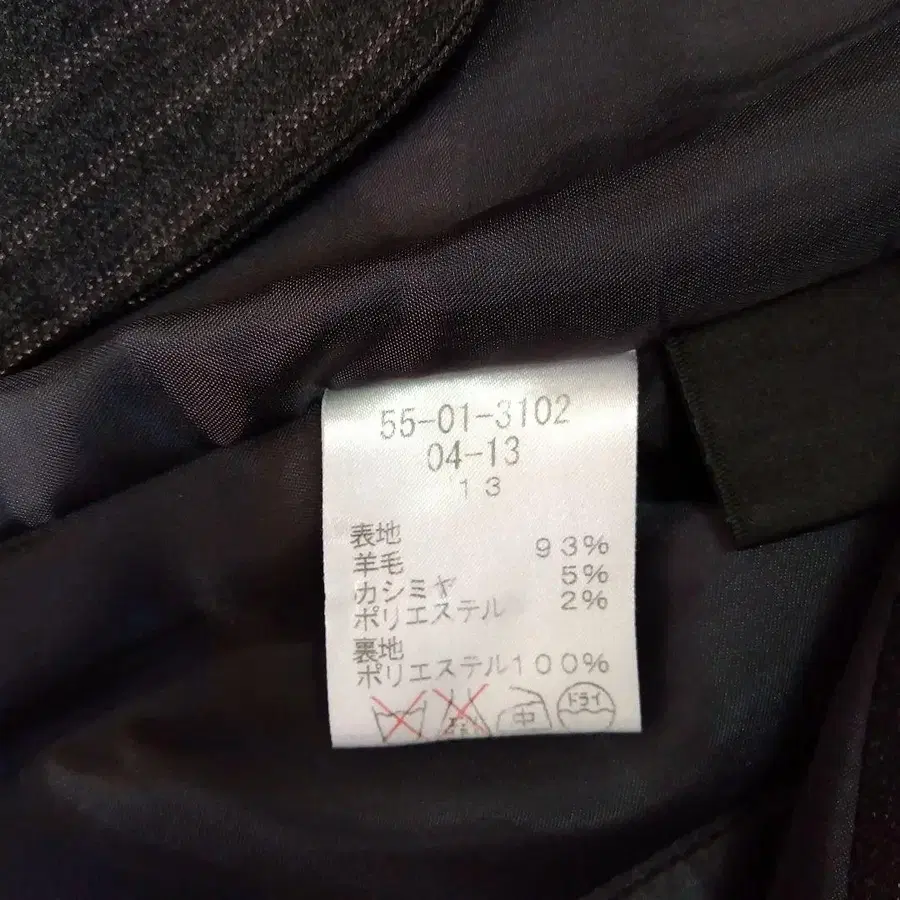 55-01-3102
04-13
13
表地
羊毛 93%
カシミヤ 5%
ポリエステル 2%
裏地
ポリエステル100%
中 ドライ